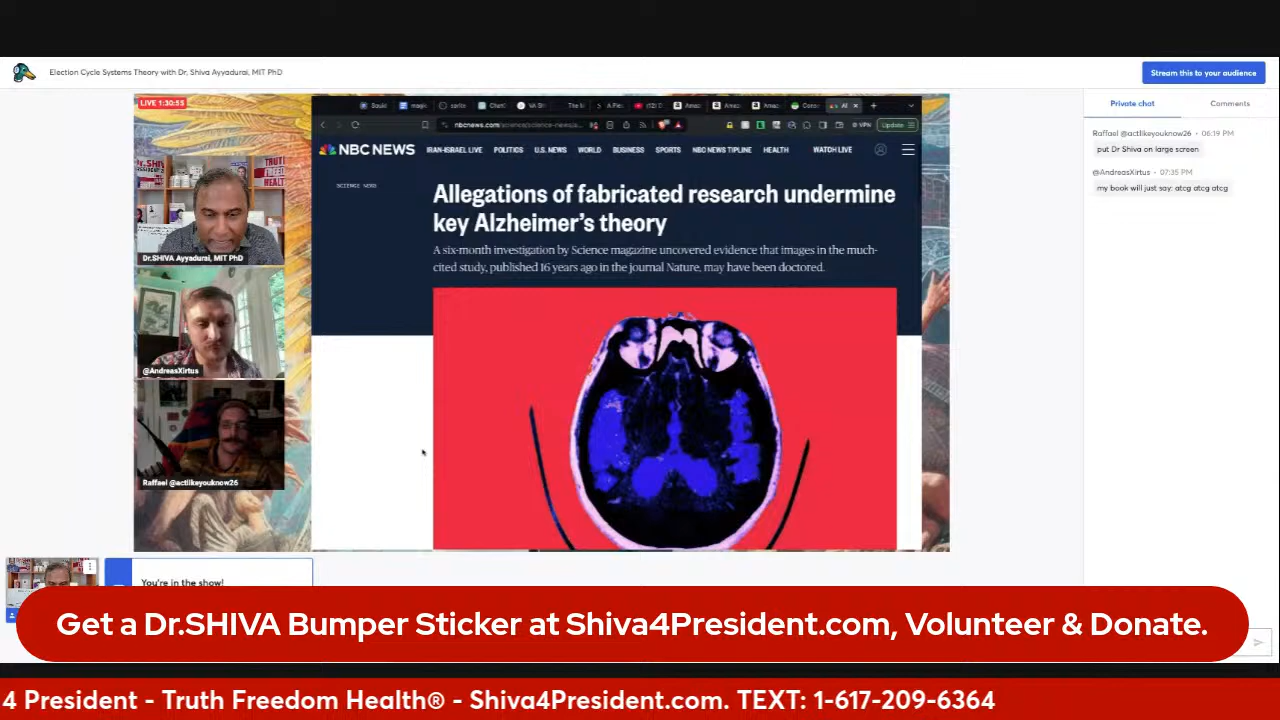 Election Cycle Systems Theory with Dr, Shiva Ayyadurai, MIT PhD
Stream this to your audience
LIVE 1:30:55
Private chat
Comments
Update
VPN
NBC NEWS
IRAN-ISRAEL LIVE
POLITICS
U.S. NEWS
WORLD
BUSINESS
SPORTS
NBC NEWS TIPLINE
HEALTH
WATCH LIVE
SCIENCE NEWS
Allegations of fabricated research undermine
key Alzheimer's theory
A six-month investigation by Science magazine uncovered evidence that images in the much-
cited study, published 16 years ago in the journal Nature, may have been doctored.
Dr.SHIVA Ayyadurai, MIT PhD
@AndreasXirtus
Raffael @actlikeyouknow26
Raffael @actlikeyouknow26 • 06:19 PM
put Dr Shiva on large screen
@AndreasXirtus • 07:35 PM
my book will just say: atcg atcg atcg
You're in the show!
Get a Dr.SHIVA Bumper Sticker at Shiva4President.com, Volunteer & Donate.
4 President - Truth Freedom Health® - Shiva4President.com. TEXT: 1-617-209-6364